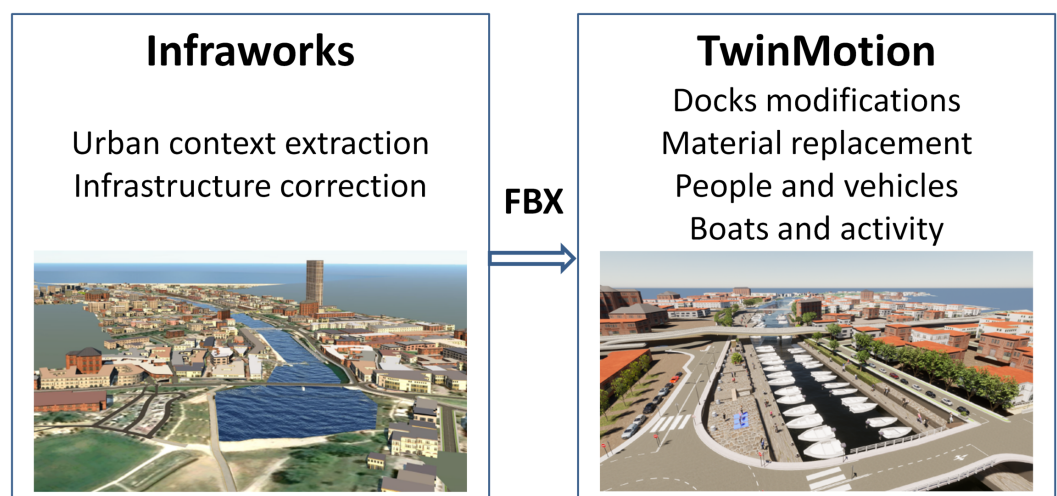 Infraworks
Urban context extraction
Infrastructure correction
FBX
TwinMotion
Docks modifications
Material replacement
People and vehicles
Boats and activity